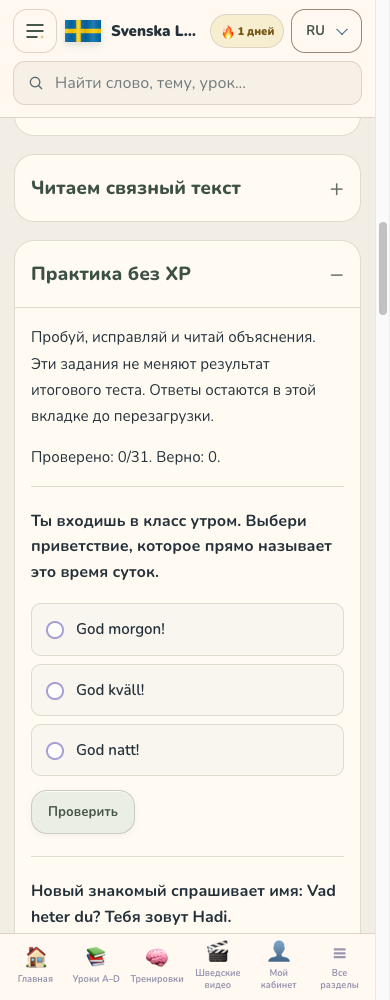 Svenska L...
🔥 1 дней
RU
Найти слово, тему, урок...
Читаем связный текст
Практика без XP
Пробуй, исправляй и читай объяснения.
Эти задания не меняют результат
итогового теста. Ответы остаются в этой
вкладке до перезагрузки.
Проверено: 0/31. Верно: 0.
Ты входишь в класс утром. Выбери
приветствие, которое прямо называет
это время суток.
God morgon!
God kväll!
God natt!
Проверить
Новый знакомый спрашивает имя: Vad
heter du? Тебя зовут Hadi.
Главная
Уроки A–D
Тренировки
Шведские
видео
Мой
кабинет
Все
разделы